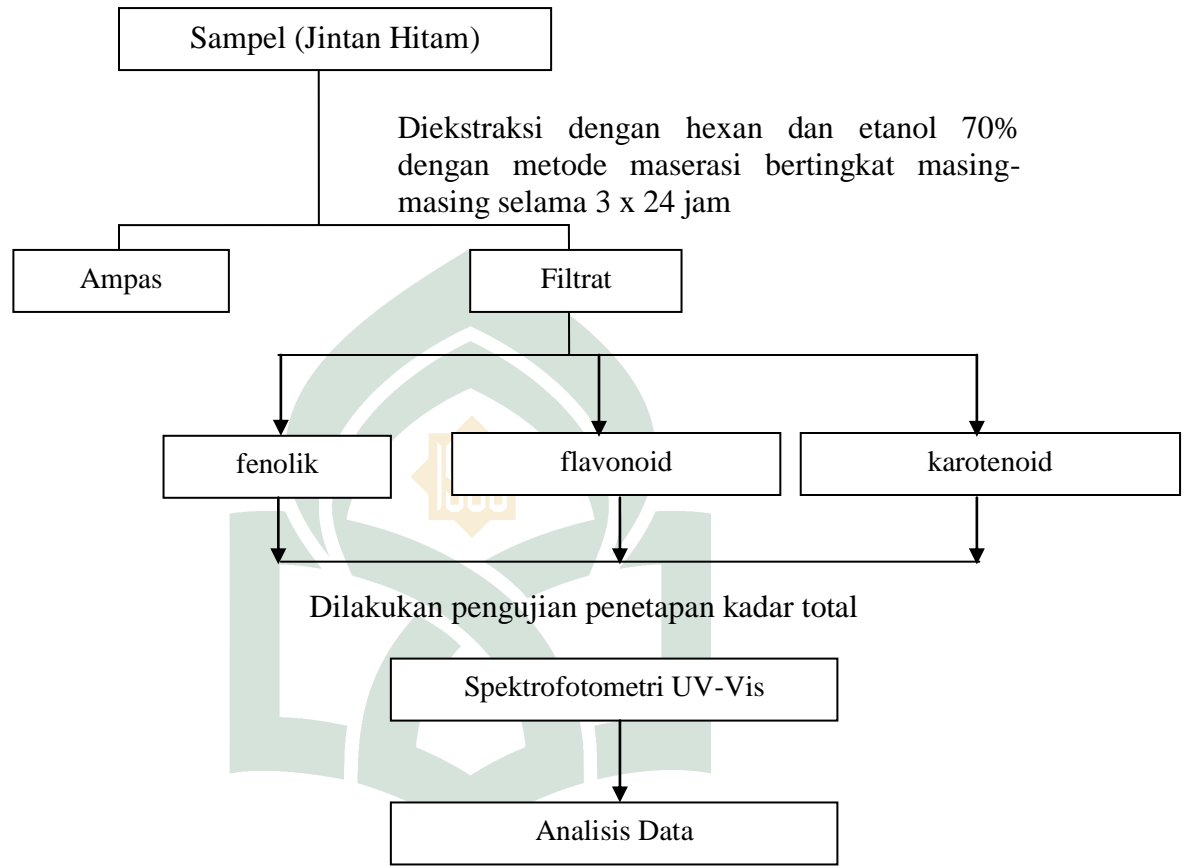 Sampel (Jintan Hitam)
Diekstraksi dengan hexan dan etanol 70%
dengan metode maserasi bertingkat masing-
masing selama 3 x 24 jam
Ampas
Filtrat
fenolik
flavonoid
karotenoid
Dilakukan pengujian penetapan kadar total
Spektrofotometri UV-Vis
Analisis Data